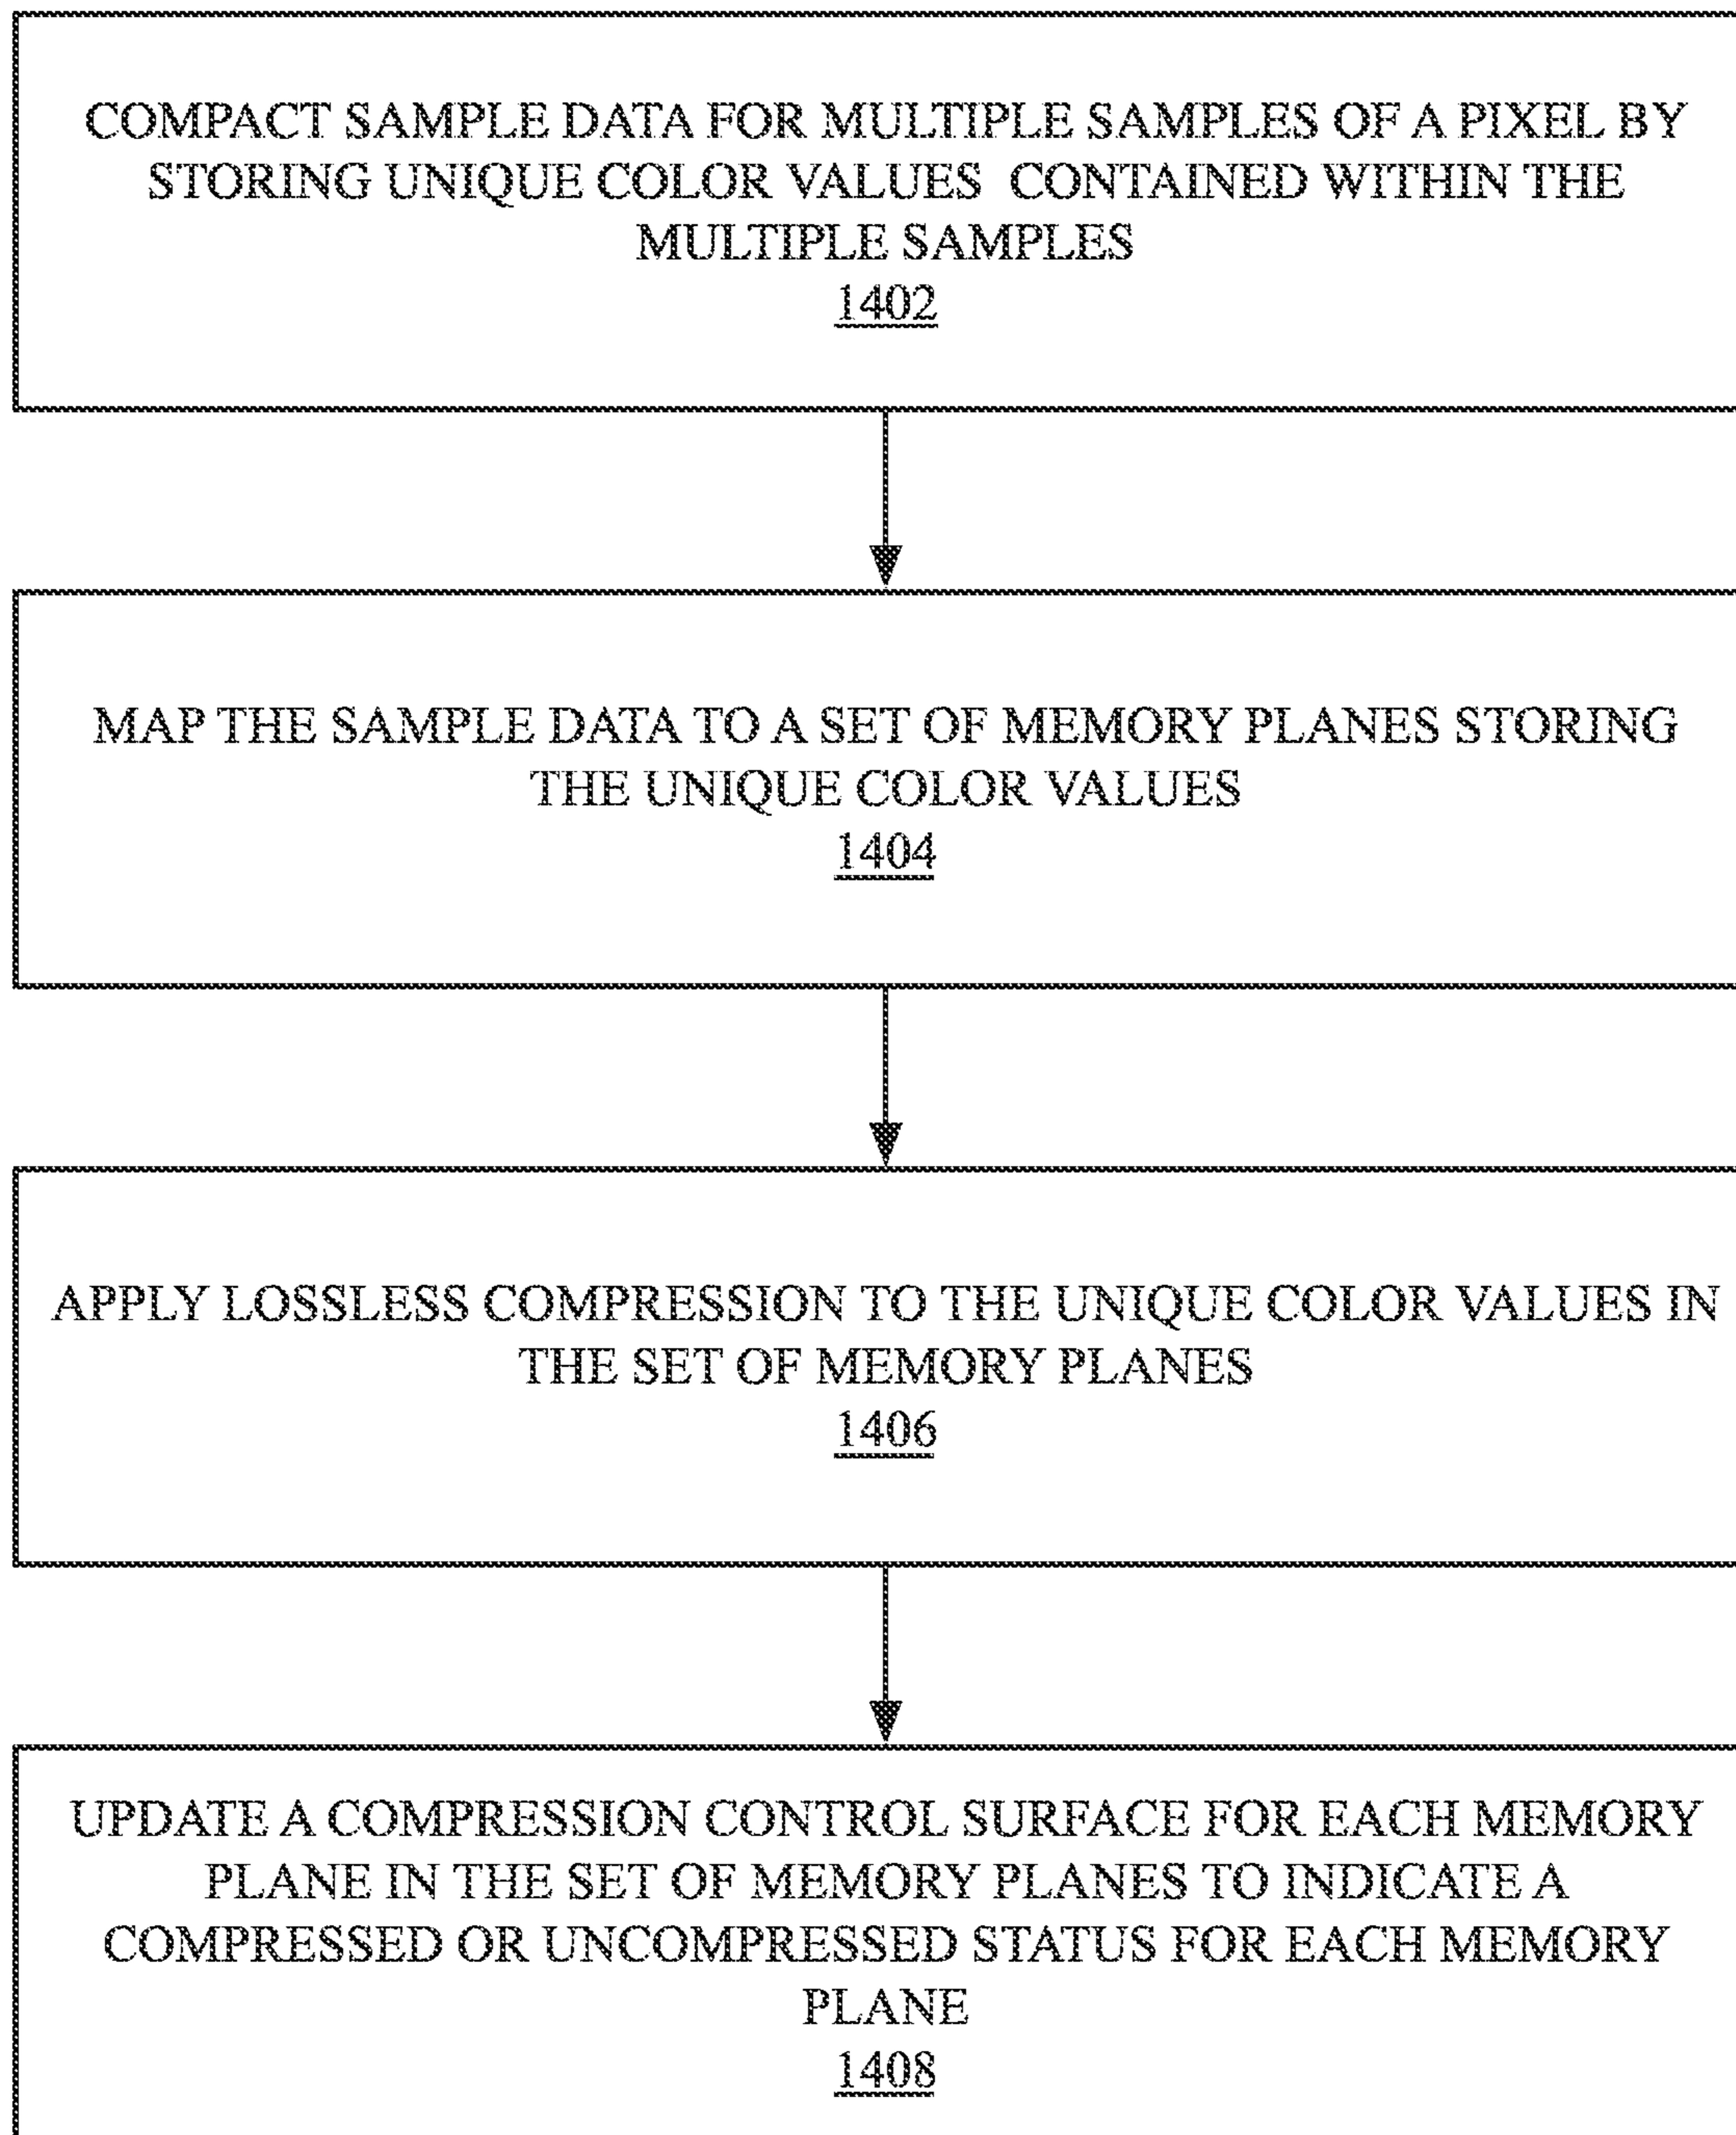 COMPACT SAMPLE DATA FOR MULTIPLE SAMPLES OF A PIXEL BY
STORING UNIQUE COLOR VALUES CONTAINED WITHIN THE
MULTIPLE SAMPLES
1402
MAP THE SAMPLE DATA TO A SET OF MEMORY PLANES STORING
THE UNIQUE COLOR VALUES
1404
APPLY LOSSLESS COMPRESSION TO THE UNIQUE COLOR VALUES IN
THE SET OF MEMORY PLANES
1406
UPDATE A COMPRESSION CONTROL SURFACE FOR EACH MEMORY
PLANE IN THE SET OF MEMORY PLANES TO INDICATE A
COMPRESSED OR UNCOMPRESSED STATUS FOR EACH MEMORY
PLANE
1408